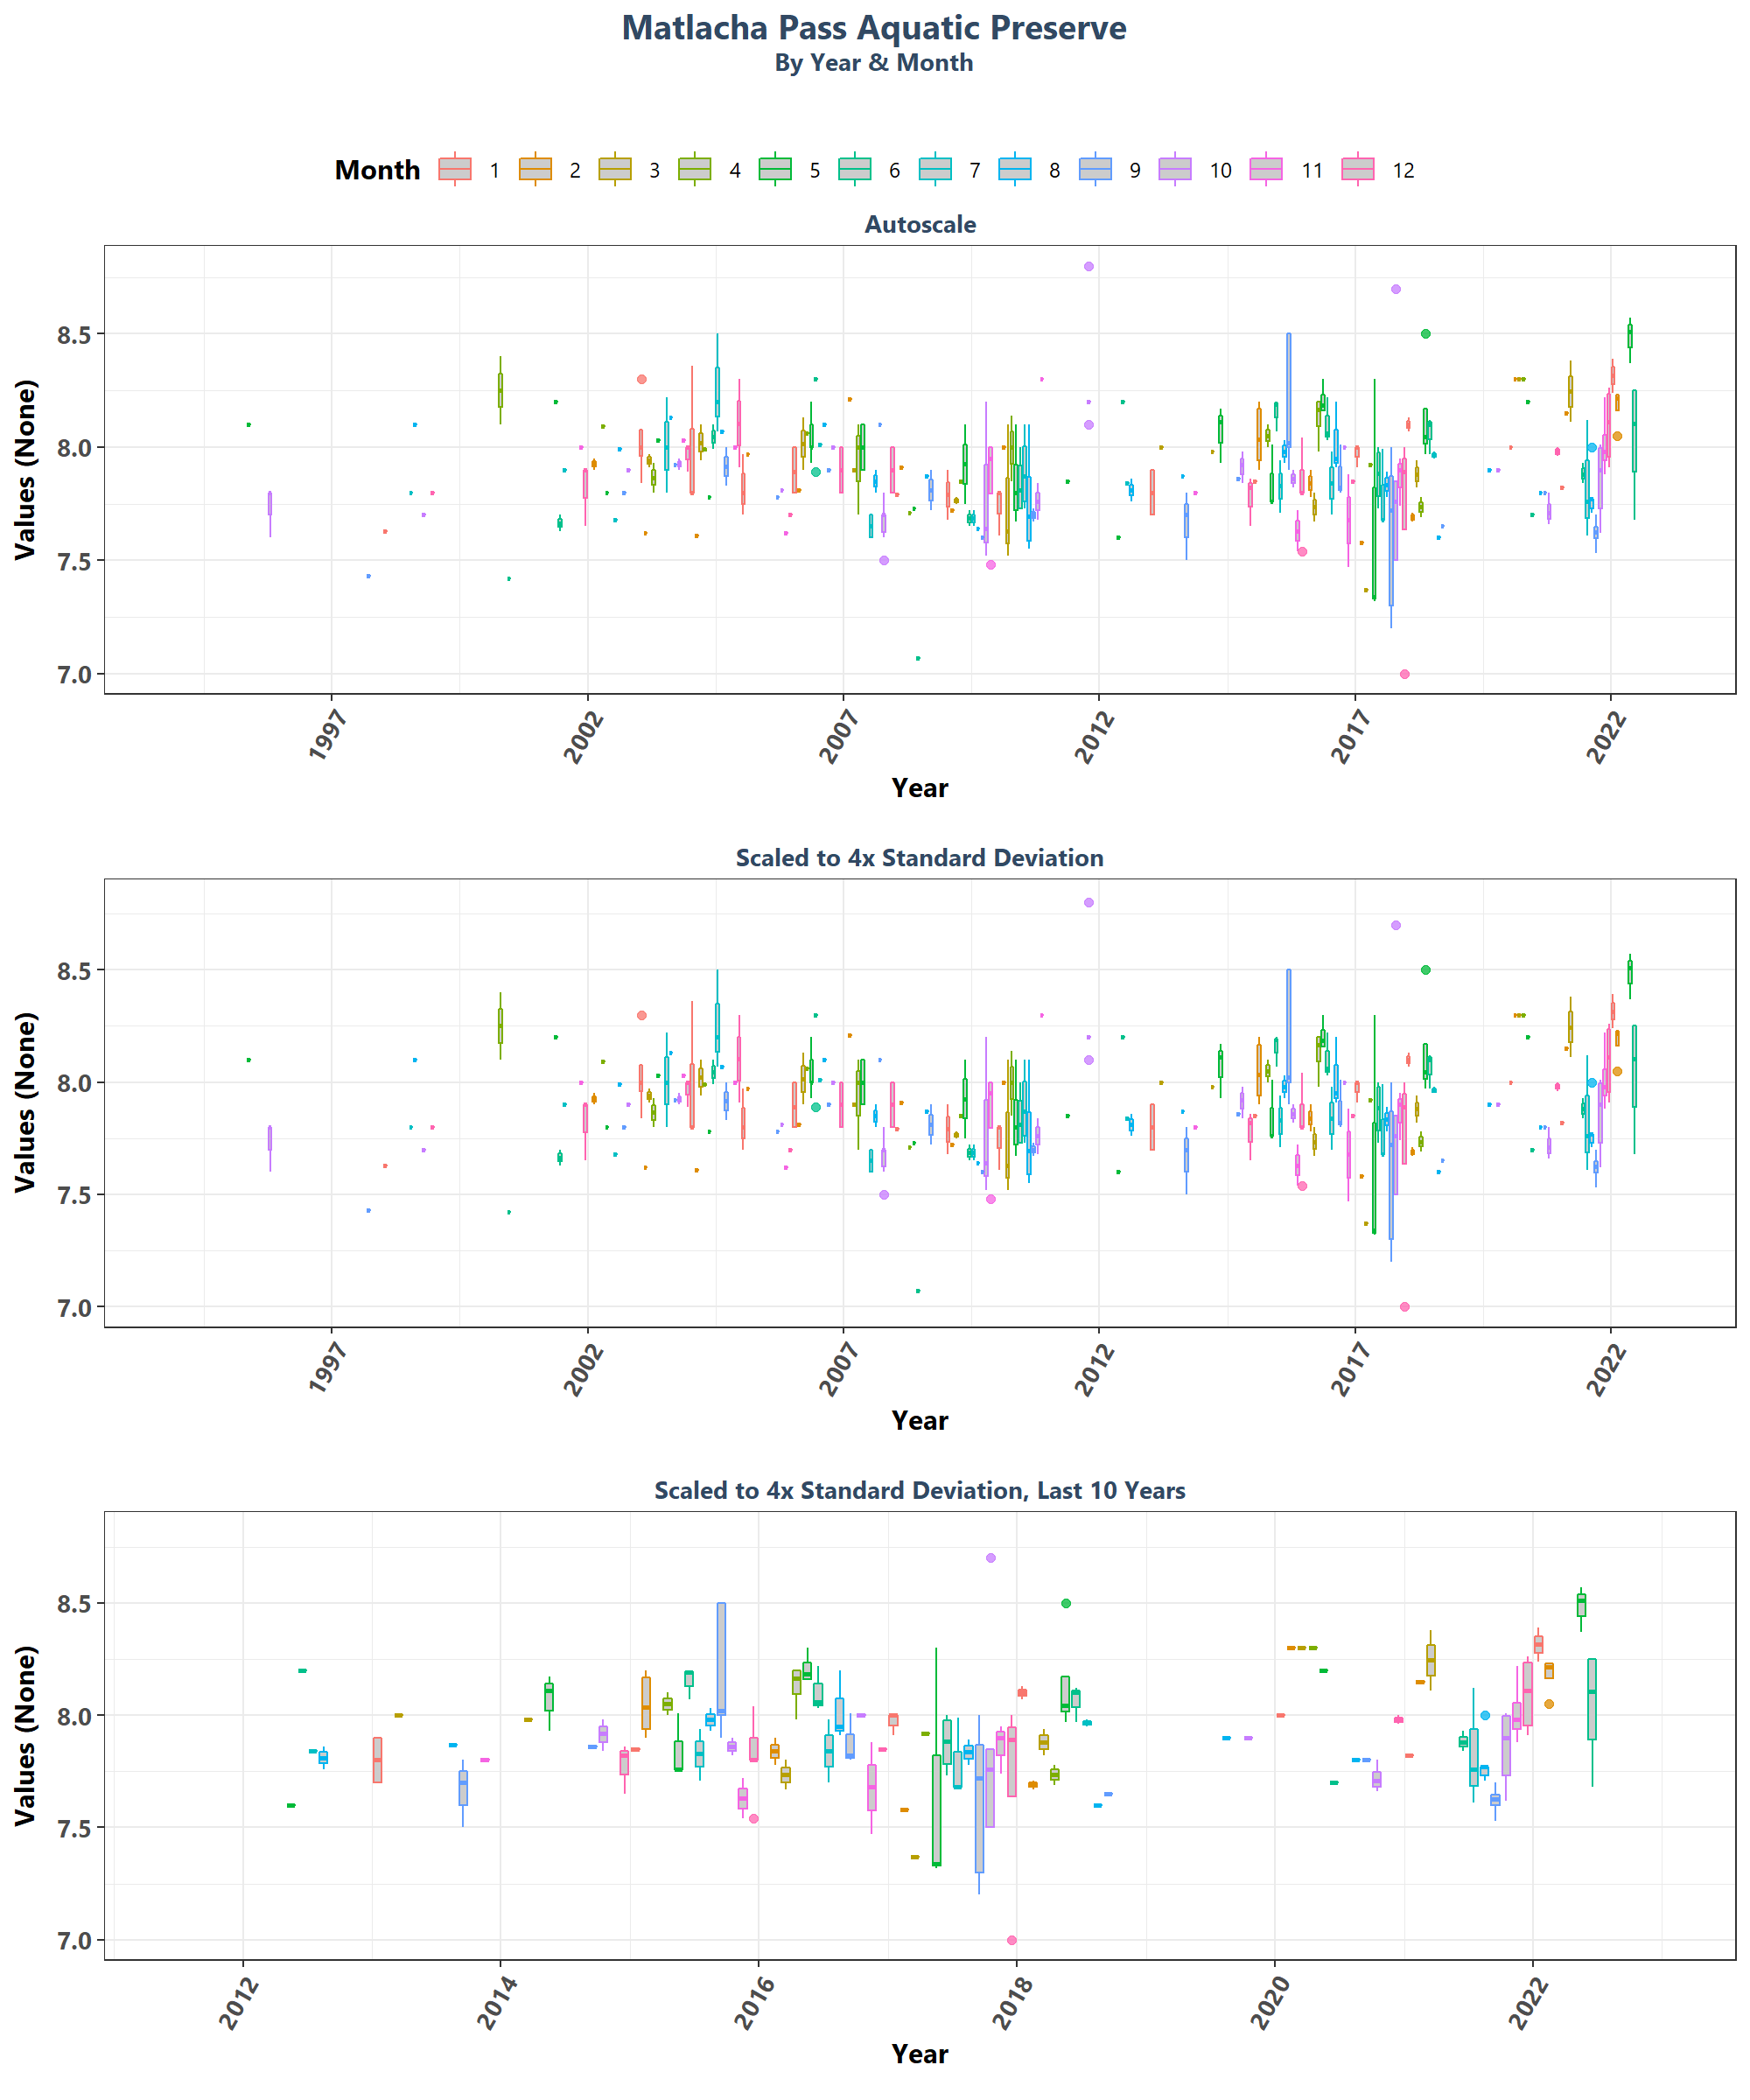 Matlacha Pass Aquatic Preserve
By Year & Month
Month 1 2 3 4 5 6 7 8 9 10 11 12
Autoscale
Values (None)
8.5
8.0
7.5
7.0
1997 2002 2007 2012 2017 2022
Year
Scaled to 4x Standard Deviation
Values (None)
8.5
8.0
7.5
7.0
1997 2002 2007 2012 2017 2022
Year
Scaled to 4x Standard Deviation, Last 10 Years
Values (None)
8.5
8.0
7.5
7.0
2012 2014 2016 2018 2020 2022
Year